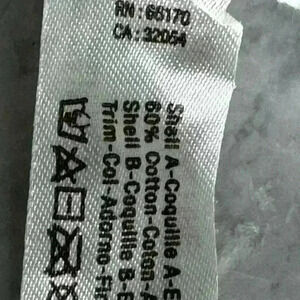 RN: 66170
CA: 32054
Shell A-Coquille A-E
60% Cotton-Coton-A
Shell B-Coquille B-E
Trim-Col-Adorno-Fi